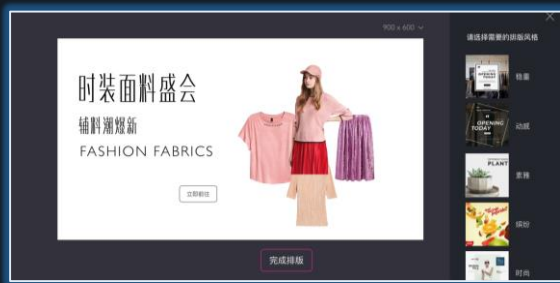 900 x 600
请选择需要的排版风格
时装面料盛会
辅料潮爆新
FASHION FABRICS
立即前往
完成排版
稳重
OPENING
TODAY
动感
PLANT
素雅
缤纷
时尚